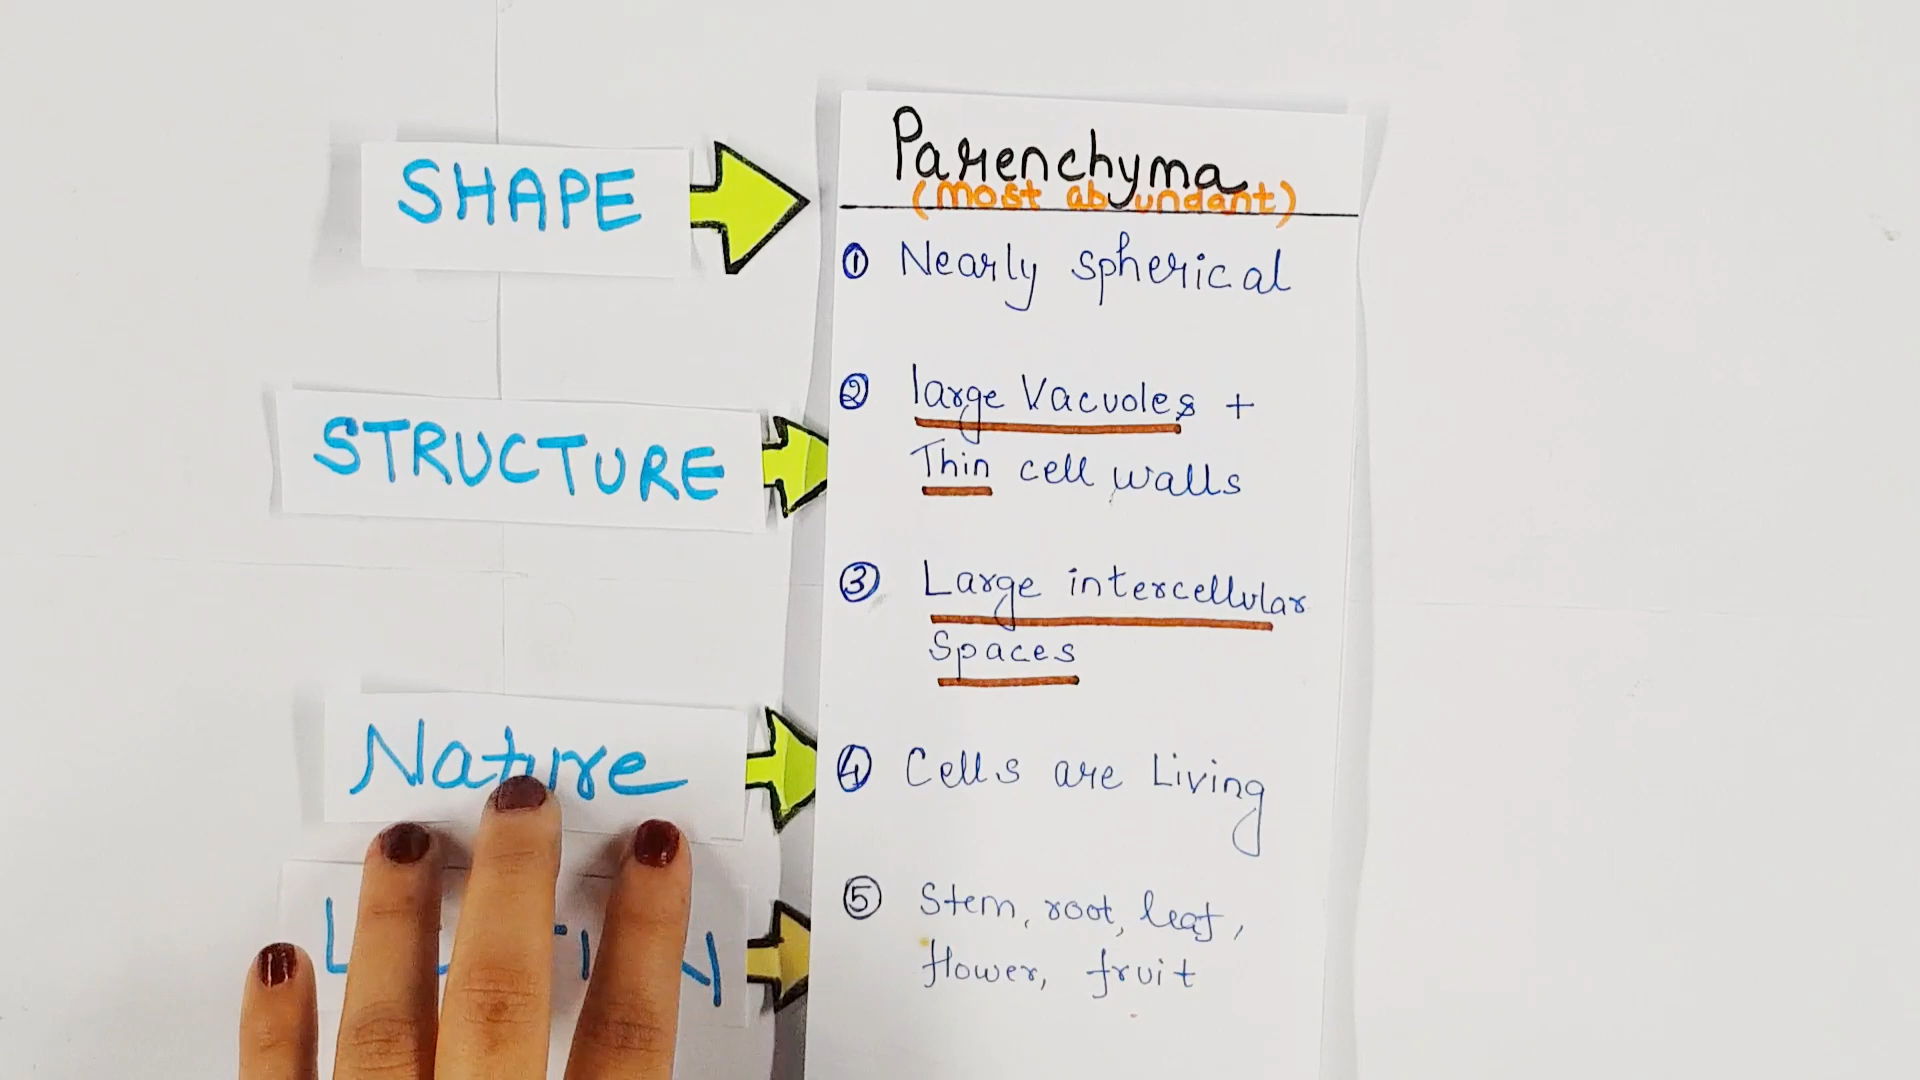 SHAPE
Parenchyma
(most abundant)
① Nearly spherical
STRUCTURE
② large Vacuoles +
Thin cell walls
③ Large intercellular
Spaces
Nature
④ Cells are Living
⑤ Stem, root, leaf,
flower, fruit